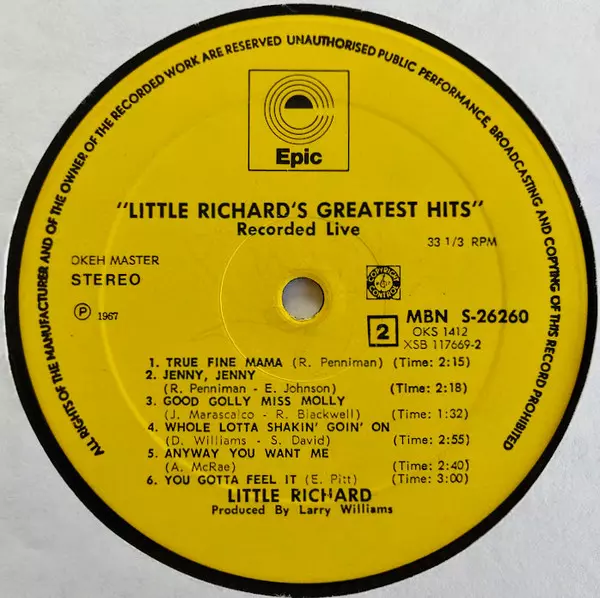 ALL RIGHTS OF THE MANUFACTURER AND OF THE OWNER OF THE RECORDED WORK ARE RESERVED UNAUTHORISED PUBLIC PERFORMANCE, BROADCASTING AND COPYING OF THIS RECORD PROHIBITED
Epic
"LITTLE RICHARD'S GREATEST HITS"
Recorded Live
33 1/3 RPM
OKEH MASTER
STEREO
COPYRIGHT CONTROL
Ⓟ 1967
2
MBN S-26260
OKS 1412
XSB 117669-2
1. TRUE FINE MAMA (R. Penniman) (Time: 2:15)
2. JENNY, JENNY
(R. Penniman - E. Johnson) (Time: 2:18)
3. GOOD GOLLY MISS MOLLY
(J. Marascalco - R. Blackwell) (Time: 1:32)
4. WHOLE LOTTA SHAKIN' GOIN' ON
(D. Williams - S. David) (Time: 2:55)
5. ANYWAY YOU WANT ME
(A. McRae) (Time: 2:40)
6. YOU GOTTA FEEL IT (E. Pitt) (Time: 3:00)
LITTLE RICHARD
Produced By Larry Williams